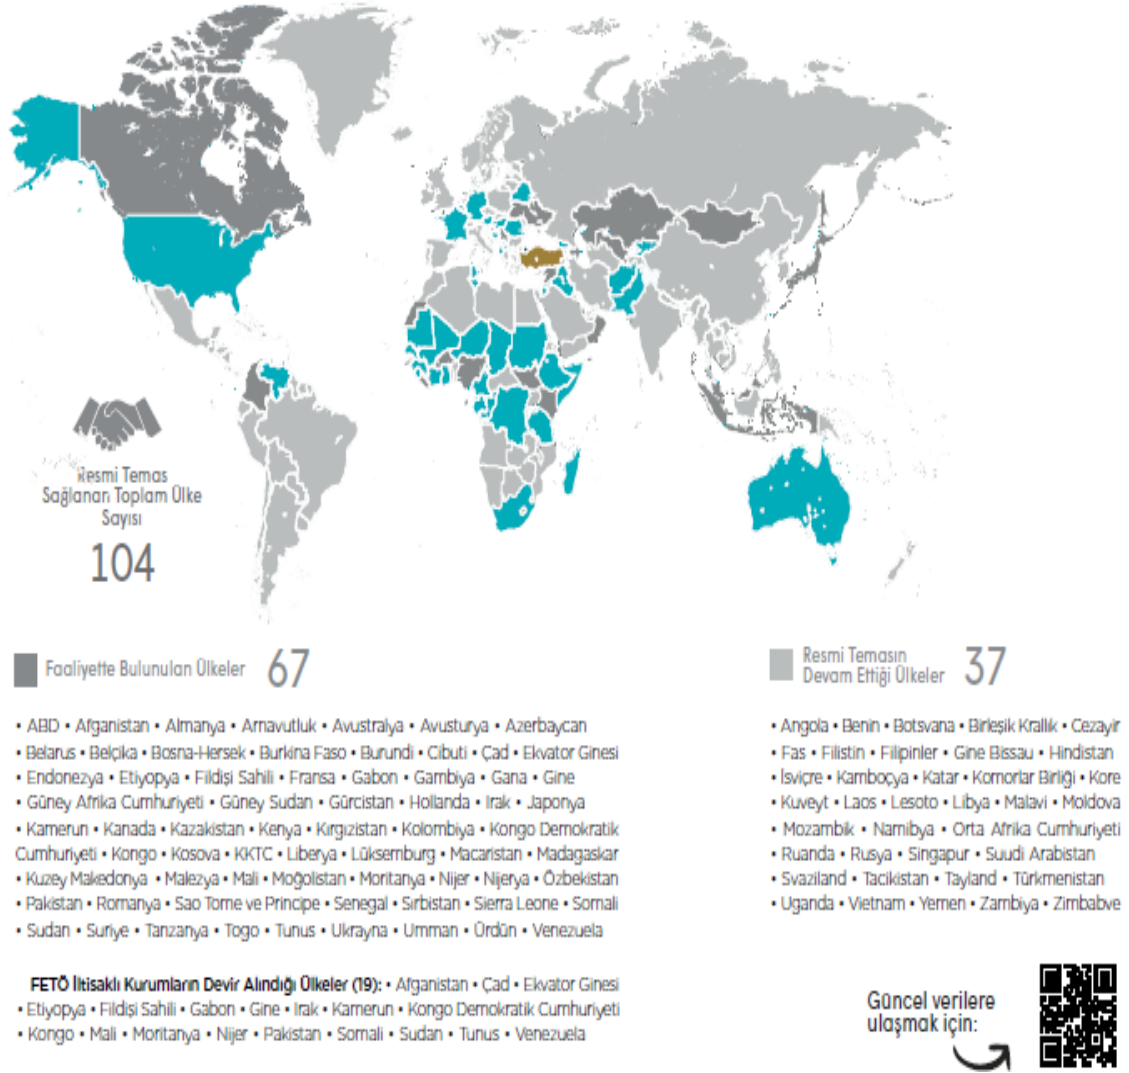 Resmi Temas
Sağlanan Toplam Ülke
Sayısı
104
Faaliyette Bulunulan Ülkeler 67
• ABD • Afganistan • Almanya • Arnavutluk • Avustralya • Avusturya • Azerbaycan
• Belarus • Belçika • Bosna-Hersek • Burkina Faso • Burundi • Cibuti • Çad • Ekvator Ginesi
• Endonezya • Etiyopya • Fildişi Sahili • Fransa • Gabon • Gambiya • Gana • Gine
• Güney Afrika Cumhuriyeti • Güney Sudan • Gürcistan • Hollanda • Irak • Japonya
• Kamerun • Kanada • Kazakistan • Kenya • Kırgızistan • Kolombiya • Kongo Demokratik
Cumhuriyeti • Kongo • Kosova • KKTC • Liberya • Lüksemburg • Macaristan • Madagaskar
• Kuzey Makedonya • Malezya • Mali • Moğolistan • Moritanya • Nijer • Nijerya • Özbekistan
• Pakistan • Romanya • Sao Tome ve Principe • Senegal • Sırbistan • Sierra Leone • Somali
• Sudan • Suriye • Tanzanya • Togo • Tunus • Ukrayna • Umman • Ürdün • Venezuela
FETÖ İltisaklı Kurumların Devir Alındığı Ülkeler (19): • Afganistan • Çad • Ekvator Ginesi
• Etiyopya • Fildişi Sahili • Gabon • Gine • Irak • Kamerun • Kongo Demokratik Cumhuriyeti
• Kongo • Mali • Moritanya • Nijer • Pakistan • Somali • Sudan • Tunus • Venezuela
Resmi Temasın
Devam Ettiği Ülkeler 37
• Angola • Benin • Botsvana • Birleşik Krallık • Cezayir
• Fas • Filistin • Filipinler • Gine Bissau • Hindistan
• İsviçre • Kamboçya • Katar • Komorlar Birliği • Kore
• Kuveyt • Laos • Lesoto • Libya • Malavi • Moldova
• Mozambik • Namibya • Orta Afrika Cumhuriyeti
• Ruanda • Rusya • Singapur • Suudi Arabistan
• Svaziland • Tacikistan • Tayland • Türkmenistan
• Uganda • Vietnam • Yemen • Zambiya • Zimbabve
Güncel verilere
ulaşmak için: